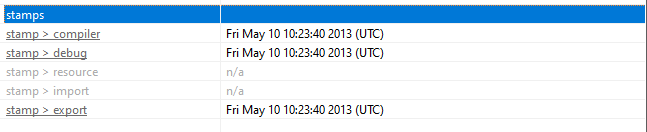 stamps
stamp > compiler Fri May 10 10:23:40 2013 (UTC)
stamp > debug Fri May 10 10:23:40 2013 (UTC)
stamp > resource n/a
stamp > import n/a
stamp > export Fri May 10 10:23:40 2013 (UTC)